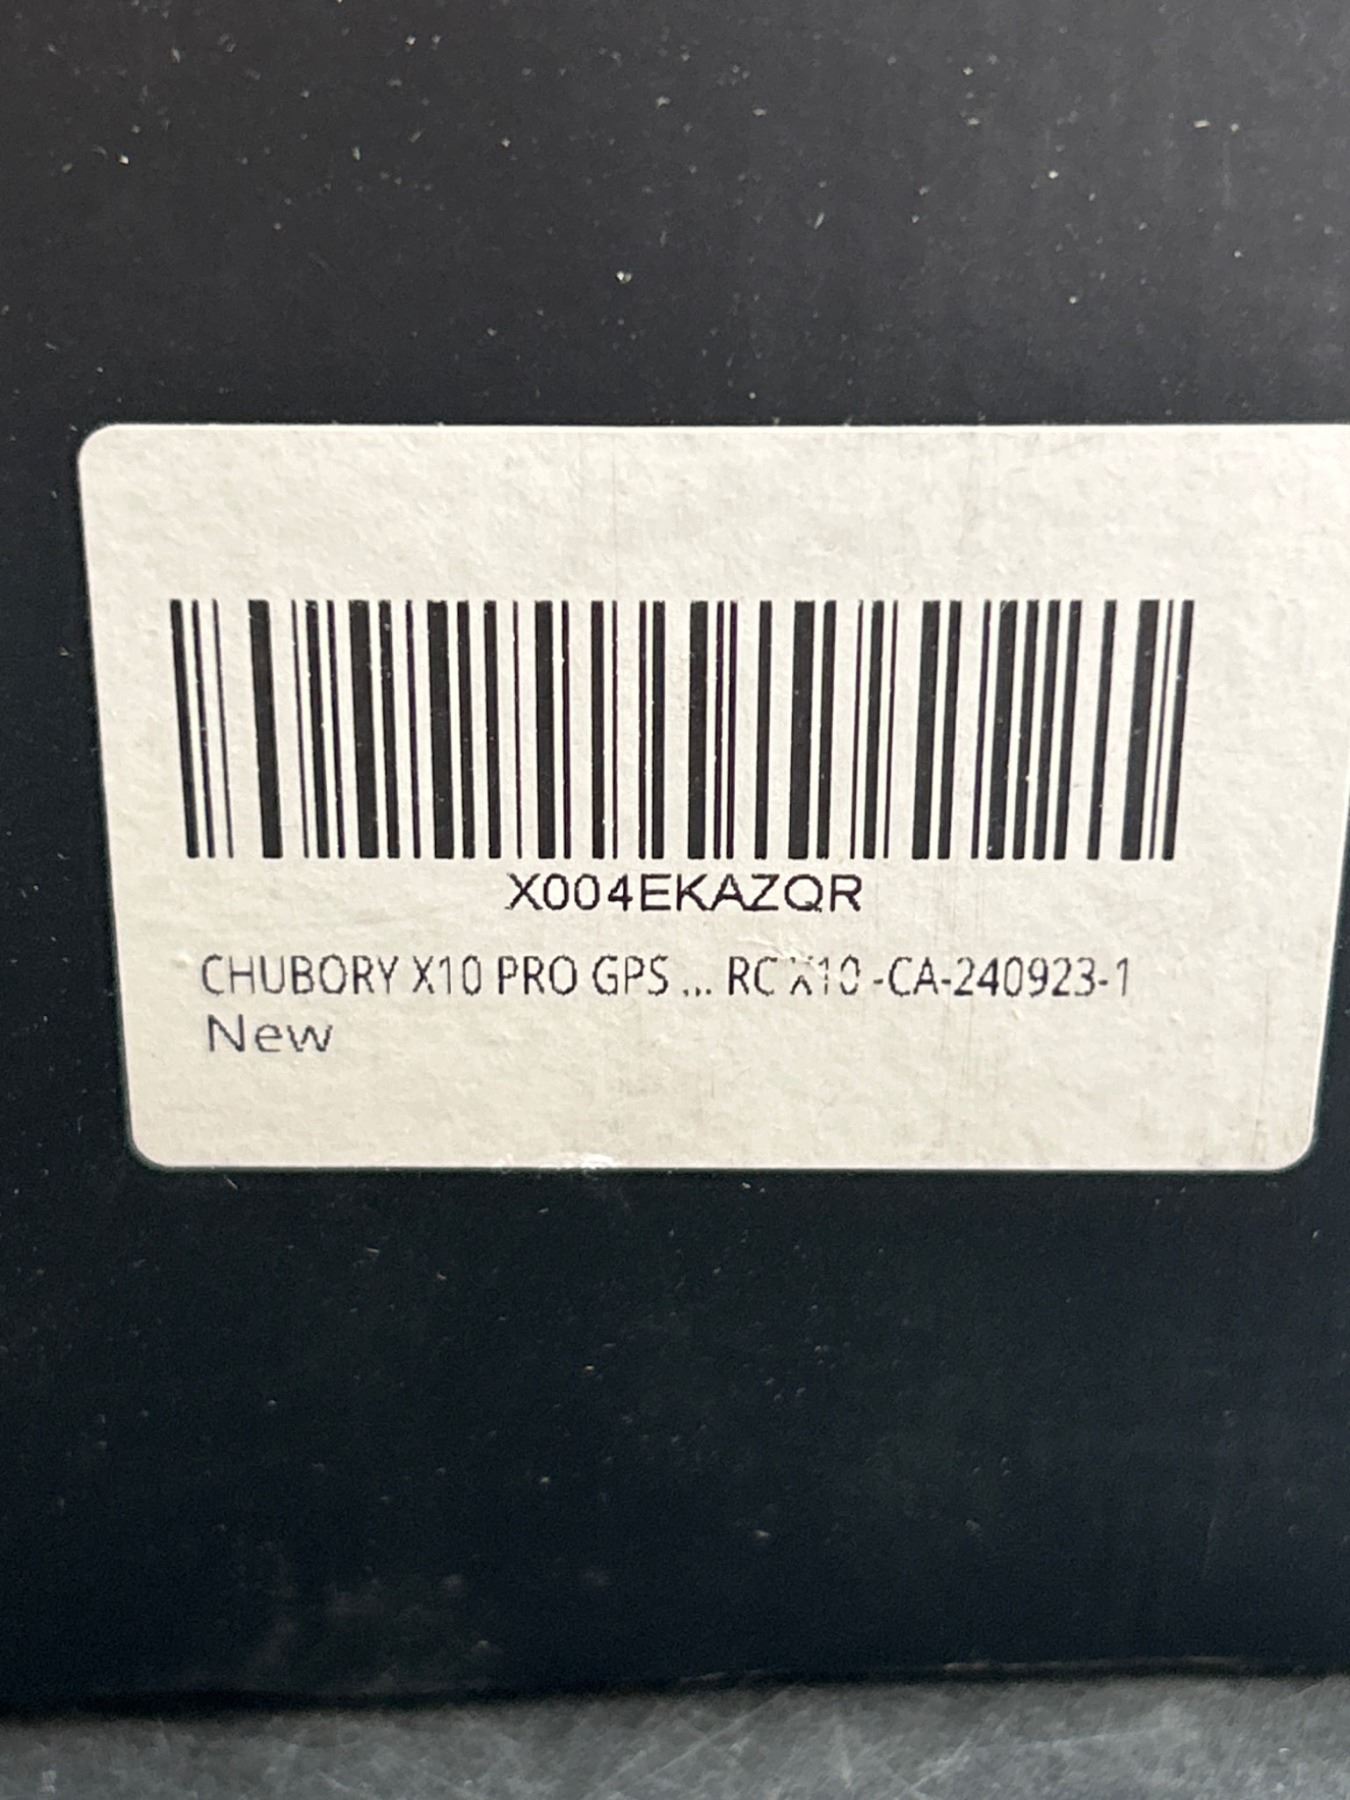 X004EKAZQR
CHUBORY X10 PRO GPS ... RC X10 -CA-240923-1
New